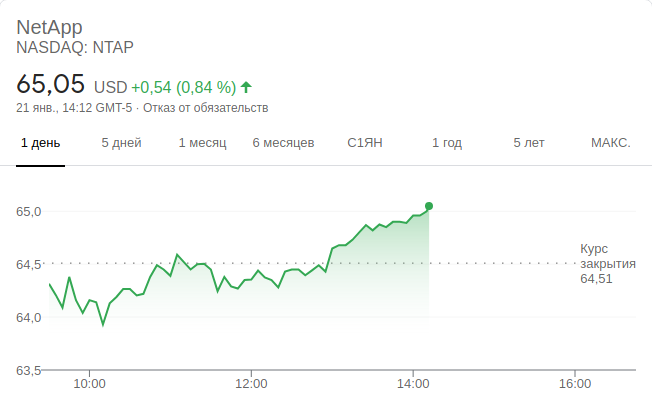 NetApp
NASDAQ: NTAP
65,05 USD +0,54 (0,84 %)
21 янв., 14:12 GMT-5 · Отказ от обязательств
1 день 5 дней 1 месяц 6 месяцев С1ЯН 1 год 5 лет МАКС.
65,0
64,5
64,0
63,5
Курс
закрытия
64,51
10:00 12:00 14:00 16:00